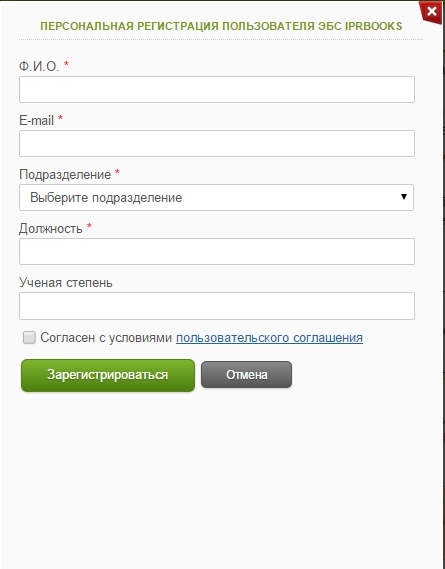 ПЕРСОНАЛЬНАЯ РЕГИСТРАЦИЯ ПОЛЬЗОВАТЕЛЯ ЭБС IPRBOOKS
Ф.И.О. *
E-mail *
Подразделение *
Выберите подразделение
Должность *
Ученая степень
Согласен с условиями пользовательского соглашения
Зарегистрироваться Отмена